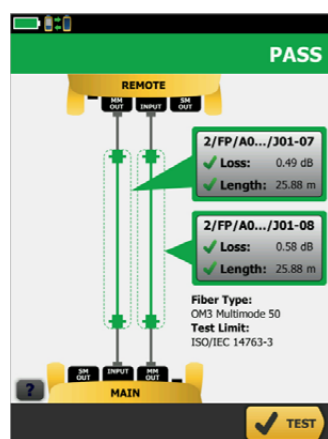 PASS
REMOTE
MM
OUT
INPUT
SM
OUT
2/FP/A0.../J01-07
Loss: 0.49 dB
Length: 25.88 m
2/FP/A0.../J01-08
Loss: 0.58 dB
Length: 25.88 m
Fiber Type:
OM3 Multimode 50
Test Limit:
ISO/IEC 14763-3
SM
OUT
INPUT
MM
OUT
MAIN
?
TEST